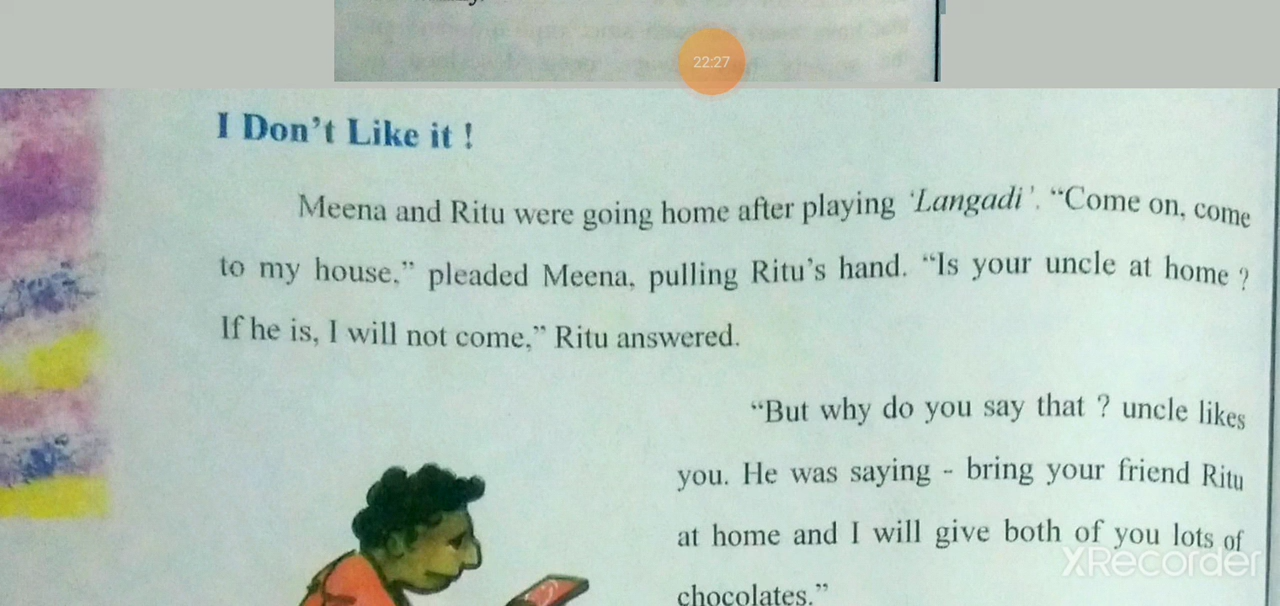 22:27
I Don't Like it !
Meena and Ritu were going home after playing 'Langadi'. "Come on, come
to my house," pleaded Meena, pulling Ritu's hand. "Is your uncle at home ?
If he is, I will not come," Ritu answered.
"But why do you say that ? uncle likes
you. He was saying - bring your friend Ritu
at home and I will give both of you lots of
chocolates."
XRecorder